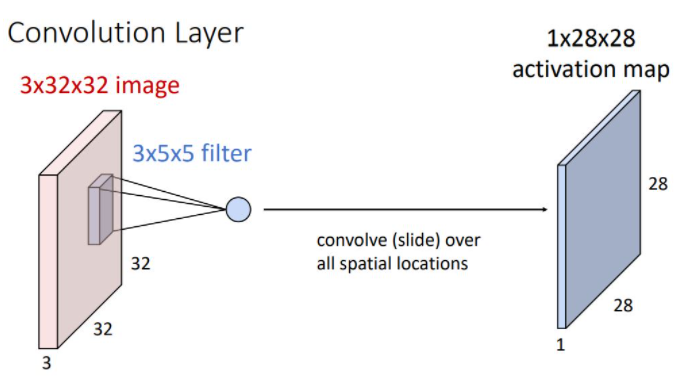 Convolution Layer
3x32x32 image
3x5x5 filter
32
32
3
convolve (slide) over
all spatial locations
1x28x28
activation map
28
28
1